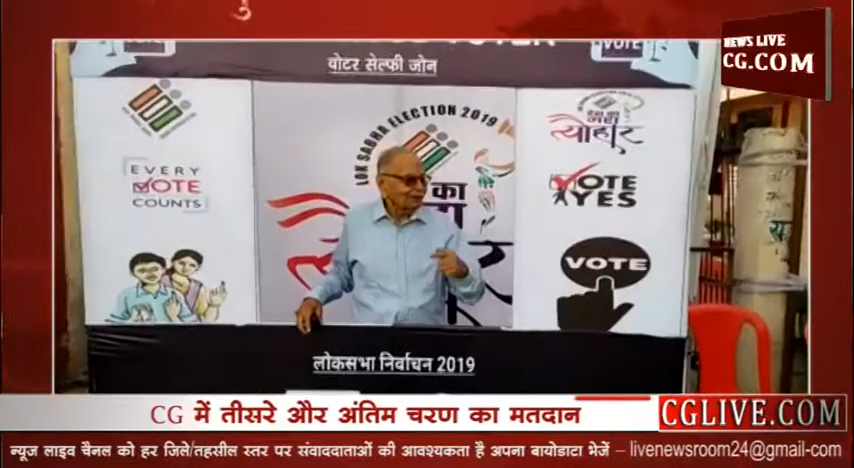 NEWS LIVE
CG.COM
वोटर सेल्फी जोन
VOTE
EVERY
VOTE
COUNTS
LOK SABHA ELECTION 2019
देश का
महा
त्यौहार
VOTE
YES
VOTE
लोकसभा निर्वाचन 2019
CG में तीसरे और अंतिम चरण का मतदान
CGLIVE.COM
न्यूज लाइव चैनल को हर जिले/तहसील स्तर पर संवाददाताओं की आवश्यकता है अपना बायोडाटा भेजें – livenewsroom24@gmail.com